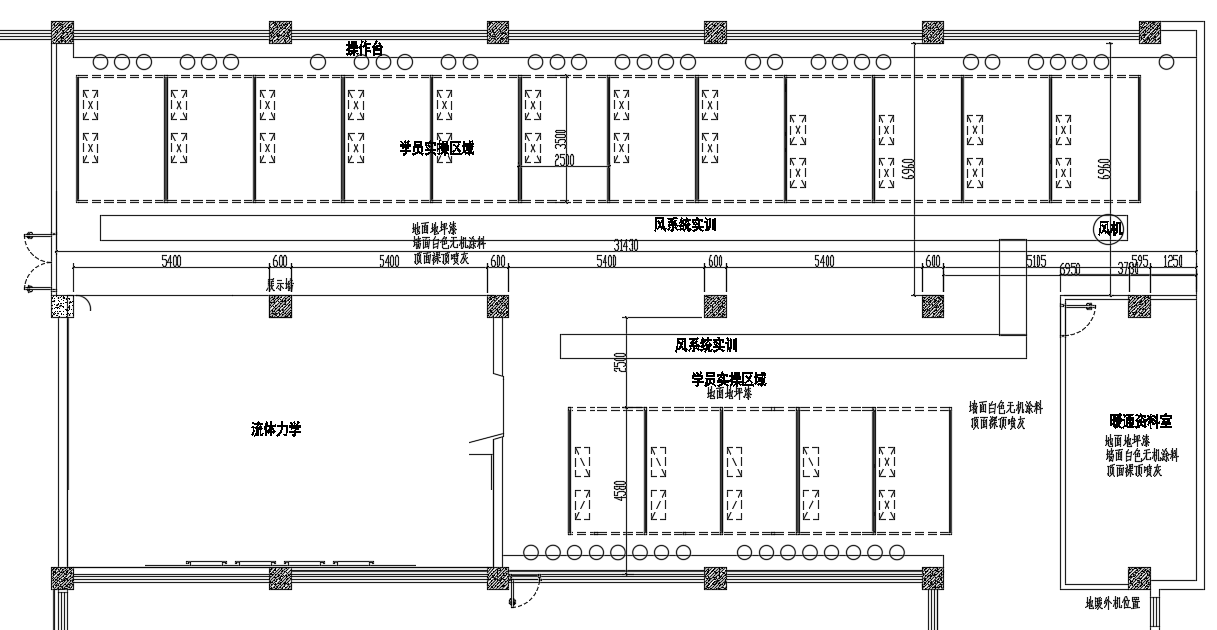 操作台
学员实操区域
3500
2500
6960
6960
风系统实训
风机
地面地坪漆
墙面白色无机涂料
顶面裸顶喷灰
31430
5400
600
5400
600
5400
600
5400
600
5105
595
1250
6950
3780
展示墙
风系统实训
2500
学员实操区域
地面地坪漆
墙面白色无机涂料
顶面裸顶喷灰
流体力学
暖通资料室
地面地坪漆
墙面白色无机涂料
顶面裸顶喷灰
4580
地暖外机位置